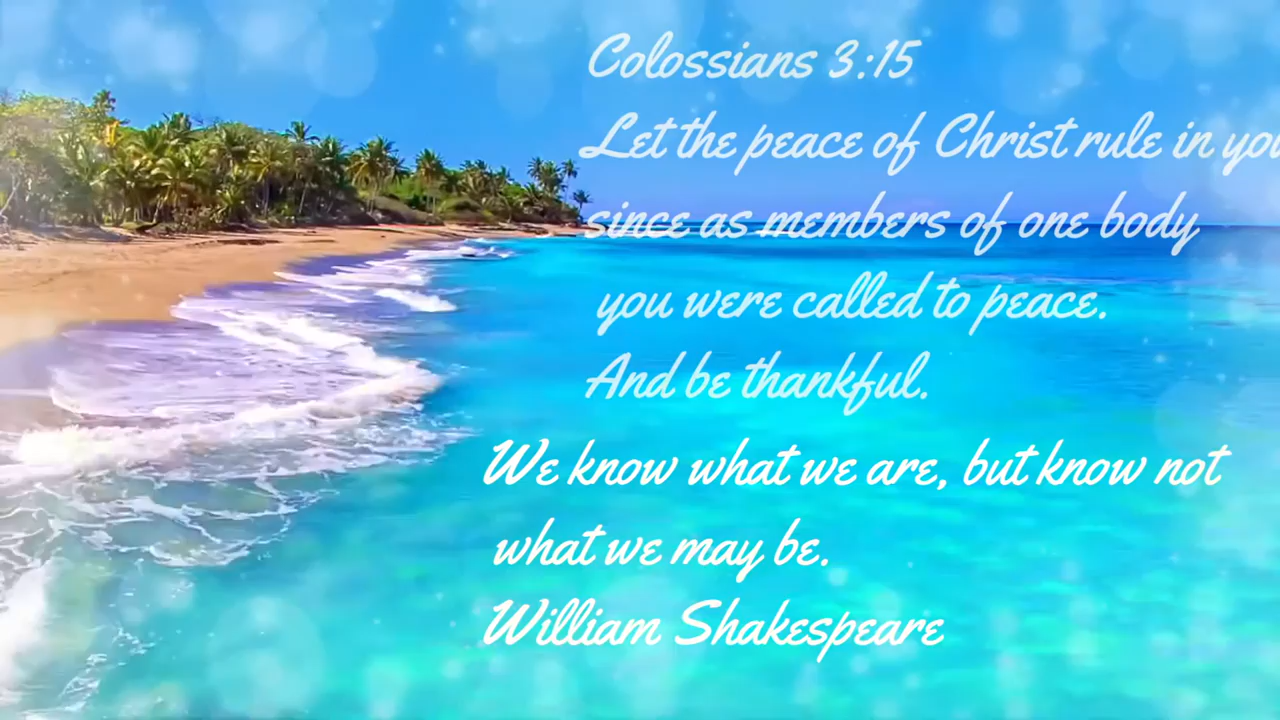 Colossians 3:15
Let the peace of Christ rule in you
since as members of one body
you were called to peace.
And be thankful.
We know what we are, but know not
what we may be.
William Shakespeare